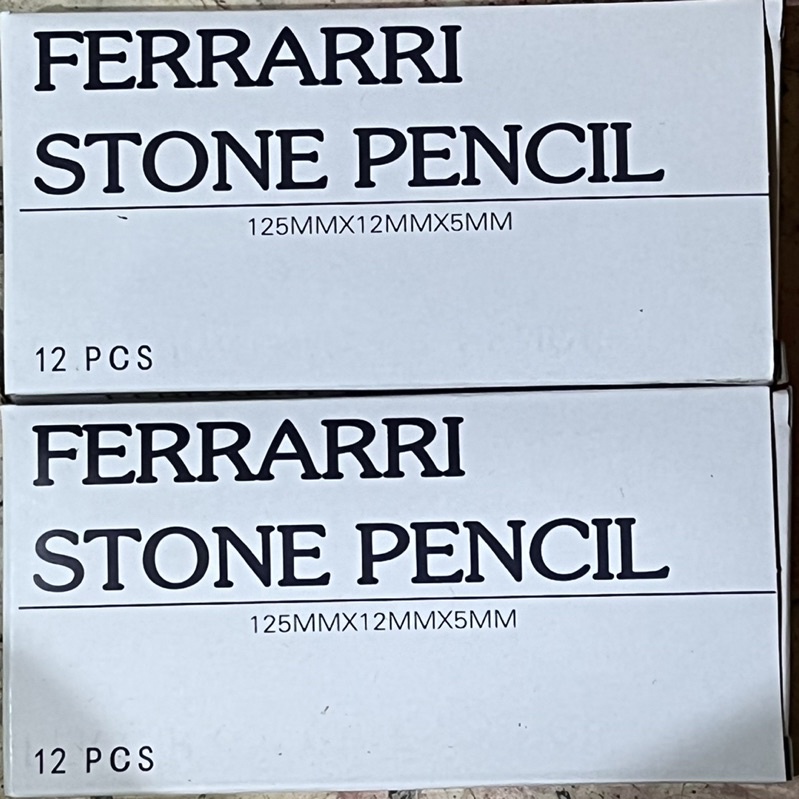 FERRARRI
STONE PENCIL
125MMX12MMX5MM
12 PCS
FERRARRI
STONE PENCIL
125MMX12MMX5MM
12 PCS